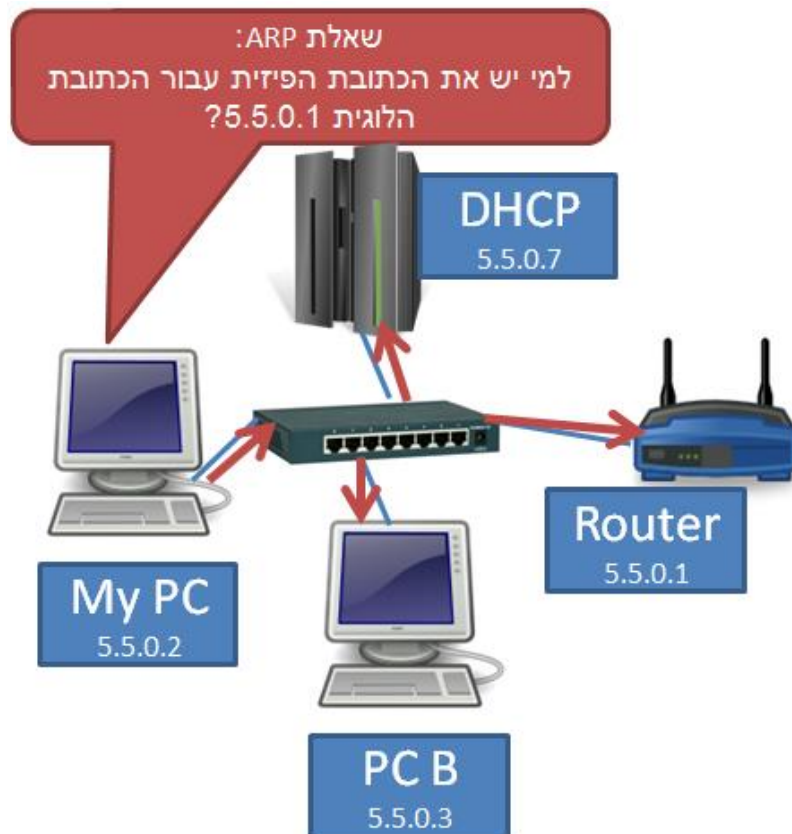 שאלת ARP:
למי יש את הכתובת הפיזית עבור הכתובת
הלוגית 5.5.0.1?
DHCP
5.5.0.7
Router
5.5.0.1
My PC
5.5.0.2
PC B
5.5.0.3